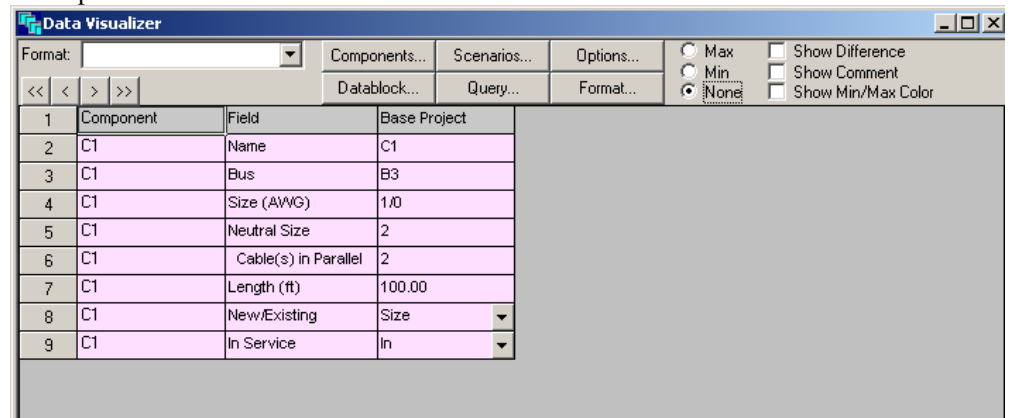 Data Visualizer
Format: Components... Scenarios... Options... Max Show Difference
Min Show Comment
<< < > >> Datablock... Query... Format... None Show Min/Max Color
1 Component Field Base Project
2 C1 Name C1
3 C1 Bus B3
4 C1 Size (AWG) 1/0
5 C1 Neutral Size 2
6 C1 Cable(s) in Parallel 2
7 C1 Length (ft) 100.00
8 C1 New/Existing Size
9 C1 In Service In